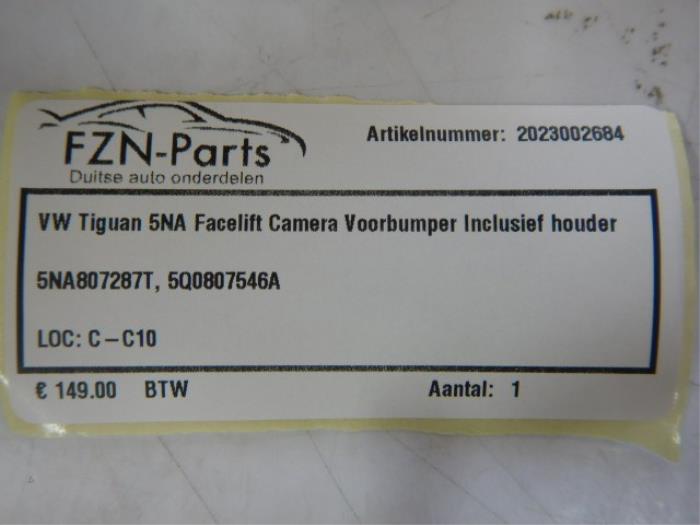 FZN-Parts
Duitse auto onderdelen
Artikelnummer: 2023002684
VW Tiguan 5NA Facelift Camera Voorbumper Inclusief houder
5NA807287T, 5Q0807546A
LOC: C-C10
€ 149.00 BTW
Aantal: 1